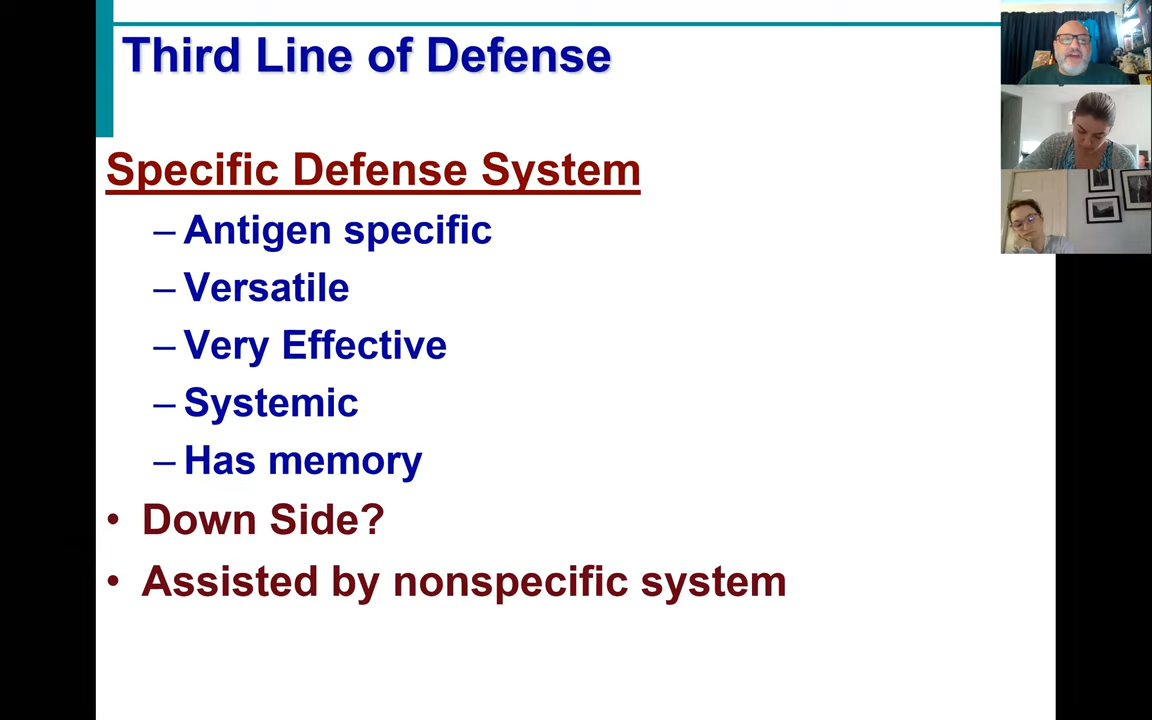 Third Line of Defense
Specific Defense System
– Antigen specific
– Versatile
– Very Effective
– Systemic
– Has memory
• Down Side?
• Assisted by nonspecific system